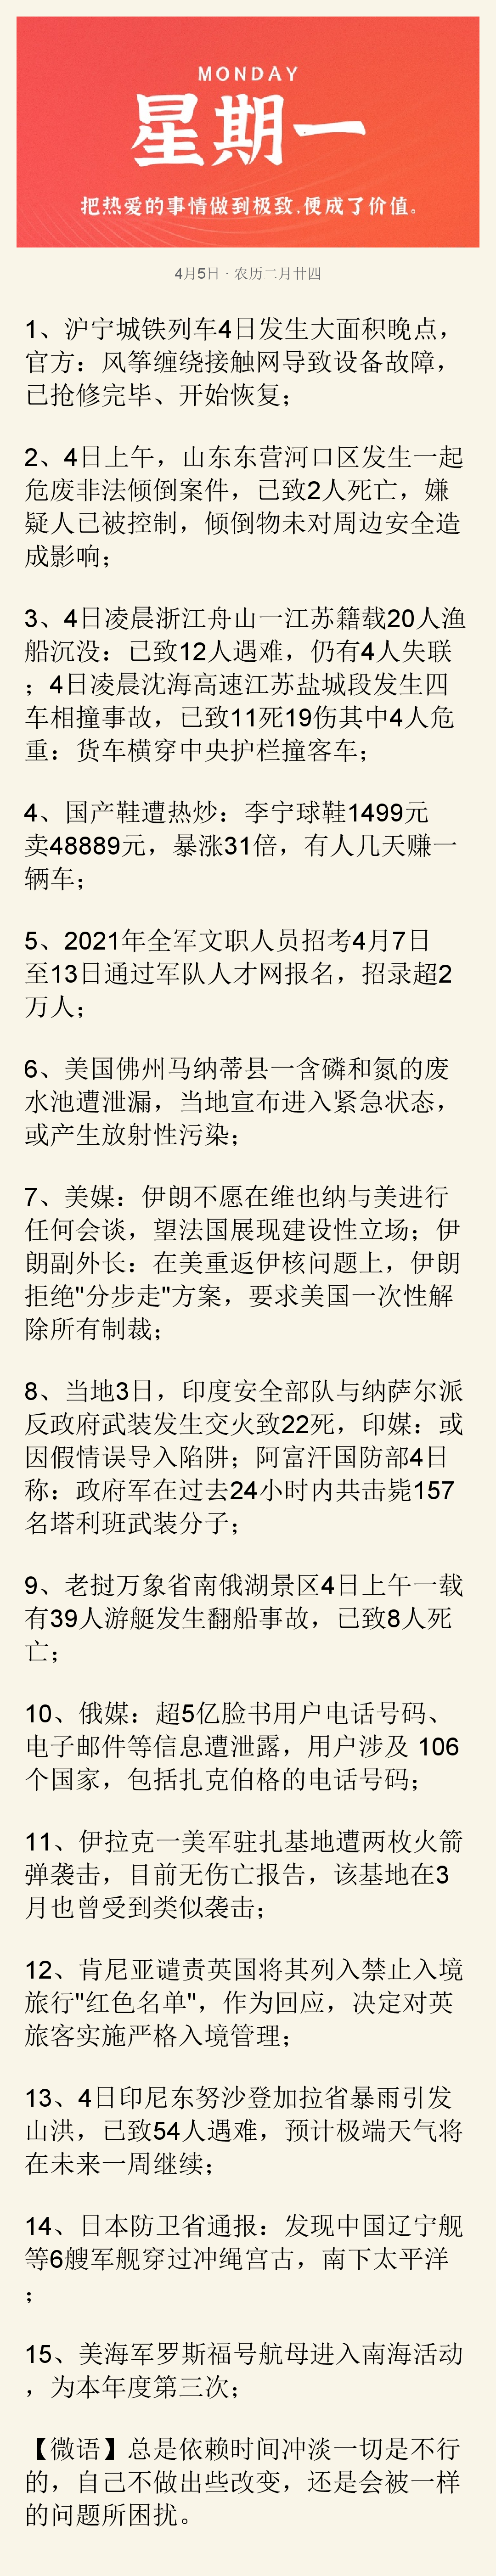 MONDAY
星期一
把热爱的事情做到极致,便成了价值。
4月5日 · 农历二月廿四
1、沪宁城铁列车4日发生大面积晚点，
官方：风筝缠绕接触网导致设备故障，
已抢修完毕、开始恢复；
2、4日上午，山东东营河口区发生一起
危废非法倾倒案件，已致2人死亡，嫌
疑人已被控制，倾倒物未对周边安全造
成影响；
3、4日凌晨浙江舟山一江苏籍载20人渔
船沉没：已致12人遇难，仍有4人失联
；4日凌晨沈海高速江苏盐城段发生四
车相撞事故，已致11死19伤其中4人危
重：货车横穿中央护栏撞客车；
4、国产鞋遭热炒：李宁球鞋1499元
卖48889元，暴涨31倍，有人几天赚一
辆车；
5、2021年全军文职人员招考4月7日
至13日通过军队人才网报名，招录超2
万人；
6、美国佛州马纳蒂县一含磷和氮的废
水池遭泄漏，当地宣布进入紧急状态，
或产生放射性污染；
7、美媒：伊朗不愿在维也纳与美进行
任何会谈，望法国展现建设性立场；伊
朗副外长：在美重返伊核问题上，伊朗
拒绝"分步走"方案，要求美国一次性解
除所有制裁；
8、当地3日，印度安全部队与纳萨尔派
反政府武装发生交火致22死，印媒：或
因假情误导入陷阱；阿富汗国防部4日
称：政府军在过去24小时内共击毙157
名塔利班武装分子；
9、老挝万象省南俄湖景区4日上午一载
有39人游艇发生翻船事故，已致8人死
亡；
10、俄媒：超5亿脸书用户电话号码、
电子邮件等信息遭泄露，用户涉及 106
个国家，包括扎克伯格的电话号码；
11、伊拉克一美军驻扎基地遭两枚火箭
弹袭击，目前无伤亡报告，该基地在3
月也曾受到类似袭击；
12、肯尼亚谴责英国将其列入禁止入境
旅行"红色名单"，作为回应，决定对英
旅客实施严格入境管理；
13、4日印尼东努沙登加拉省暴雨引发
山洪，已致54人遇难，预计极端天气将
在未来一周继续；
14、日本防卫省通报：发现中国辽宁舰
等6艘军舰穿过冲绳宫古，南下太平洋
；
15、美海军罗斯福号航母进入南海活动
，为本年度第三次；
【微语】总是依赖时间冲淡一切是不行
的，自己不做出些改变，还是会被一样
的问题所困扰。